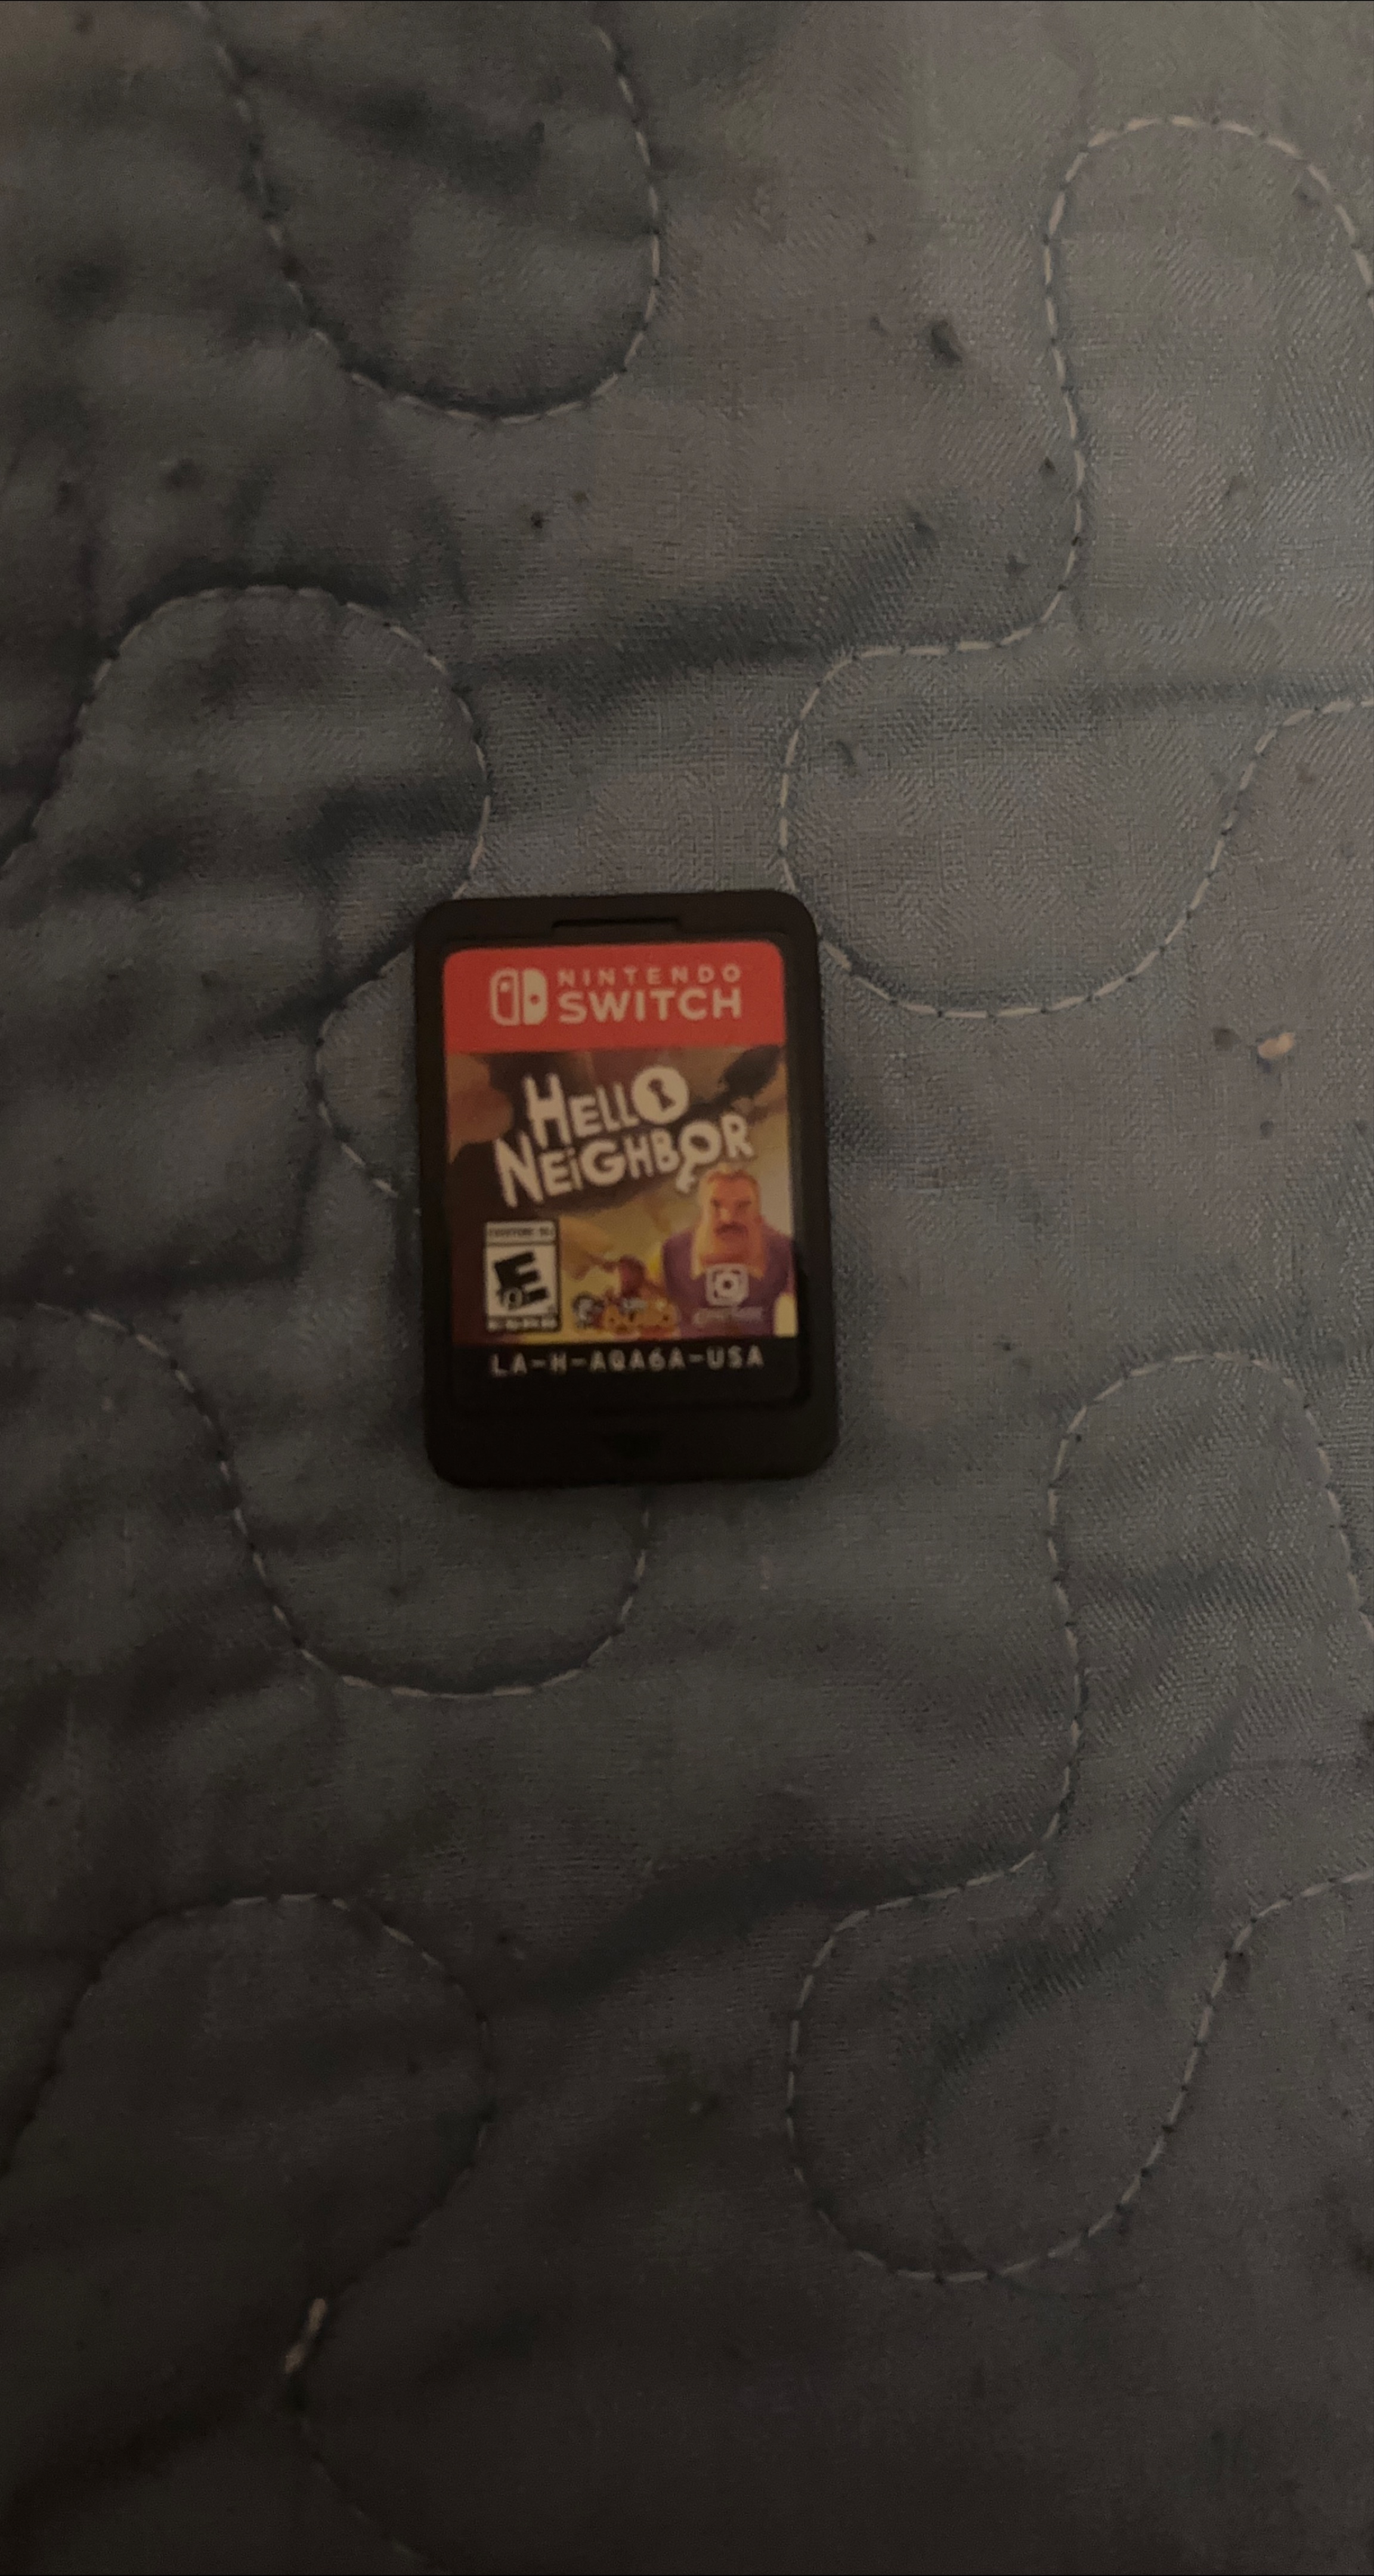 NINTENDO
SWITCH
HELLO
NEIGHBOR
E
LA-H-AQA6A-USA